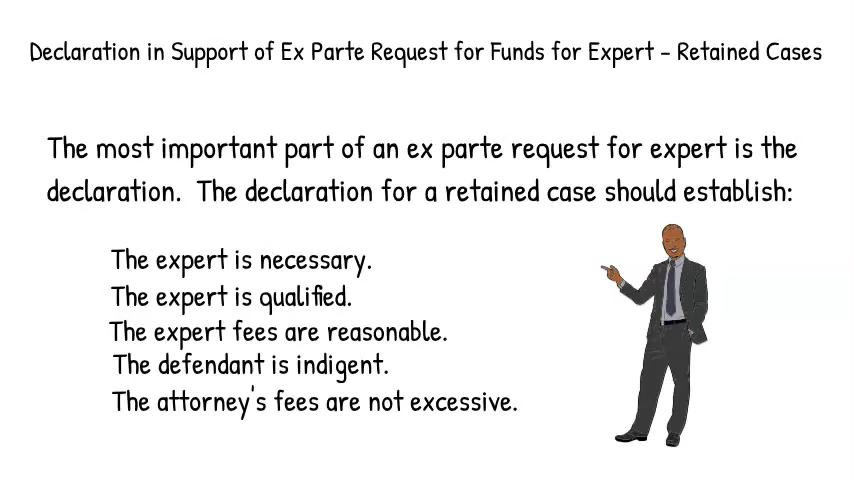 Declaration in Support of Ex Parte Request for Funds for Expert – Retained Cases
The most important part of an ex parte request for expert is the
declaration. The declaration for a retained case should establish:
The expert is necessary.
The expert is qualified.
The expert fees are reasonable.
The defendant is indigent.
The attorney's fees are not excessive.